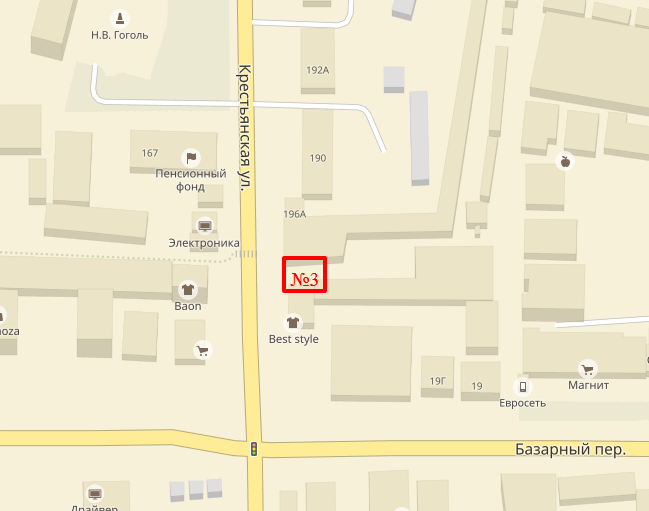 Н.В. Гоголь
192А
Крестьянская ул.
167
190
Пенсионный
фонд
196А
Электроника
№3
Baon
Best style
19Г
19
Магнит
Евросеть
Базарный пер.
Драйвер